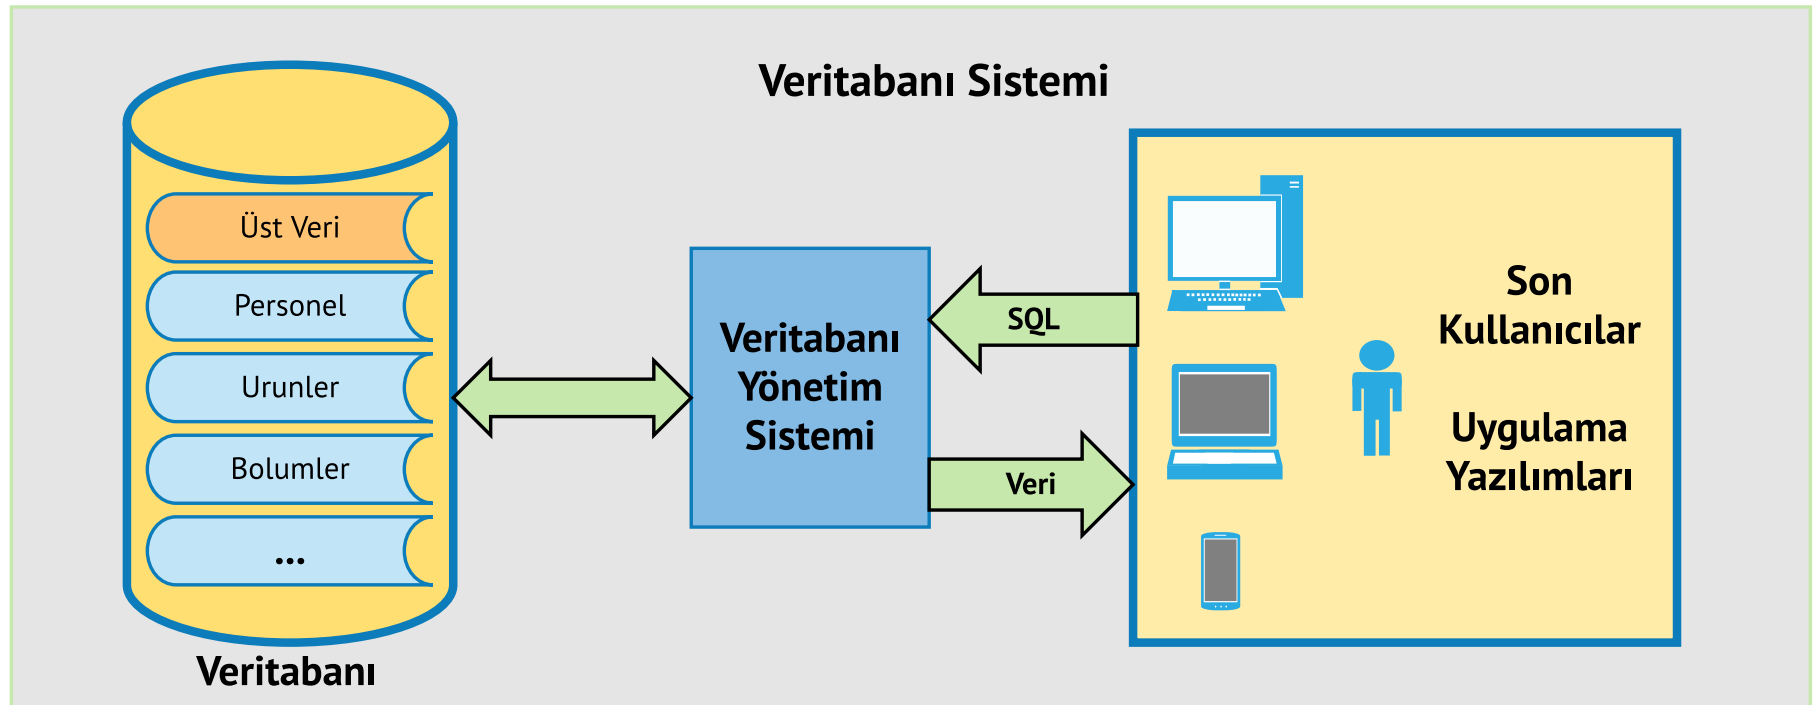 Veritabanı Sistemi
Üst Veri
Personel
Urunler
Bolumler
...
Veritabanı
Veritabanı
Yönetim
Sistemi
SQL
Veri
Son
Kullanıcılar
Uygulama
Yazılımları